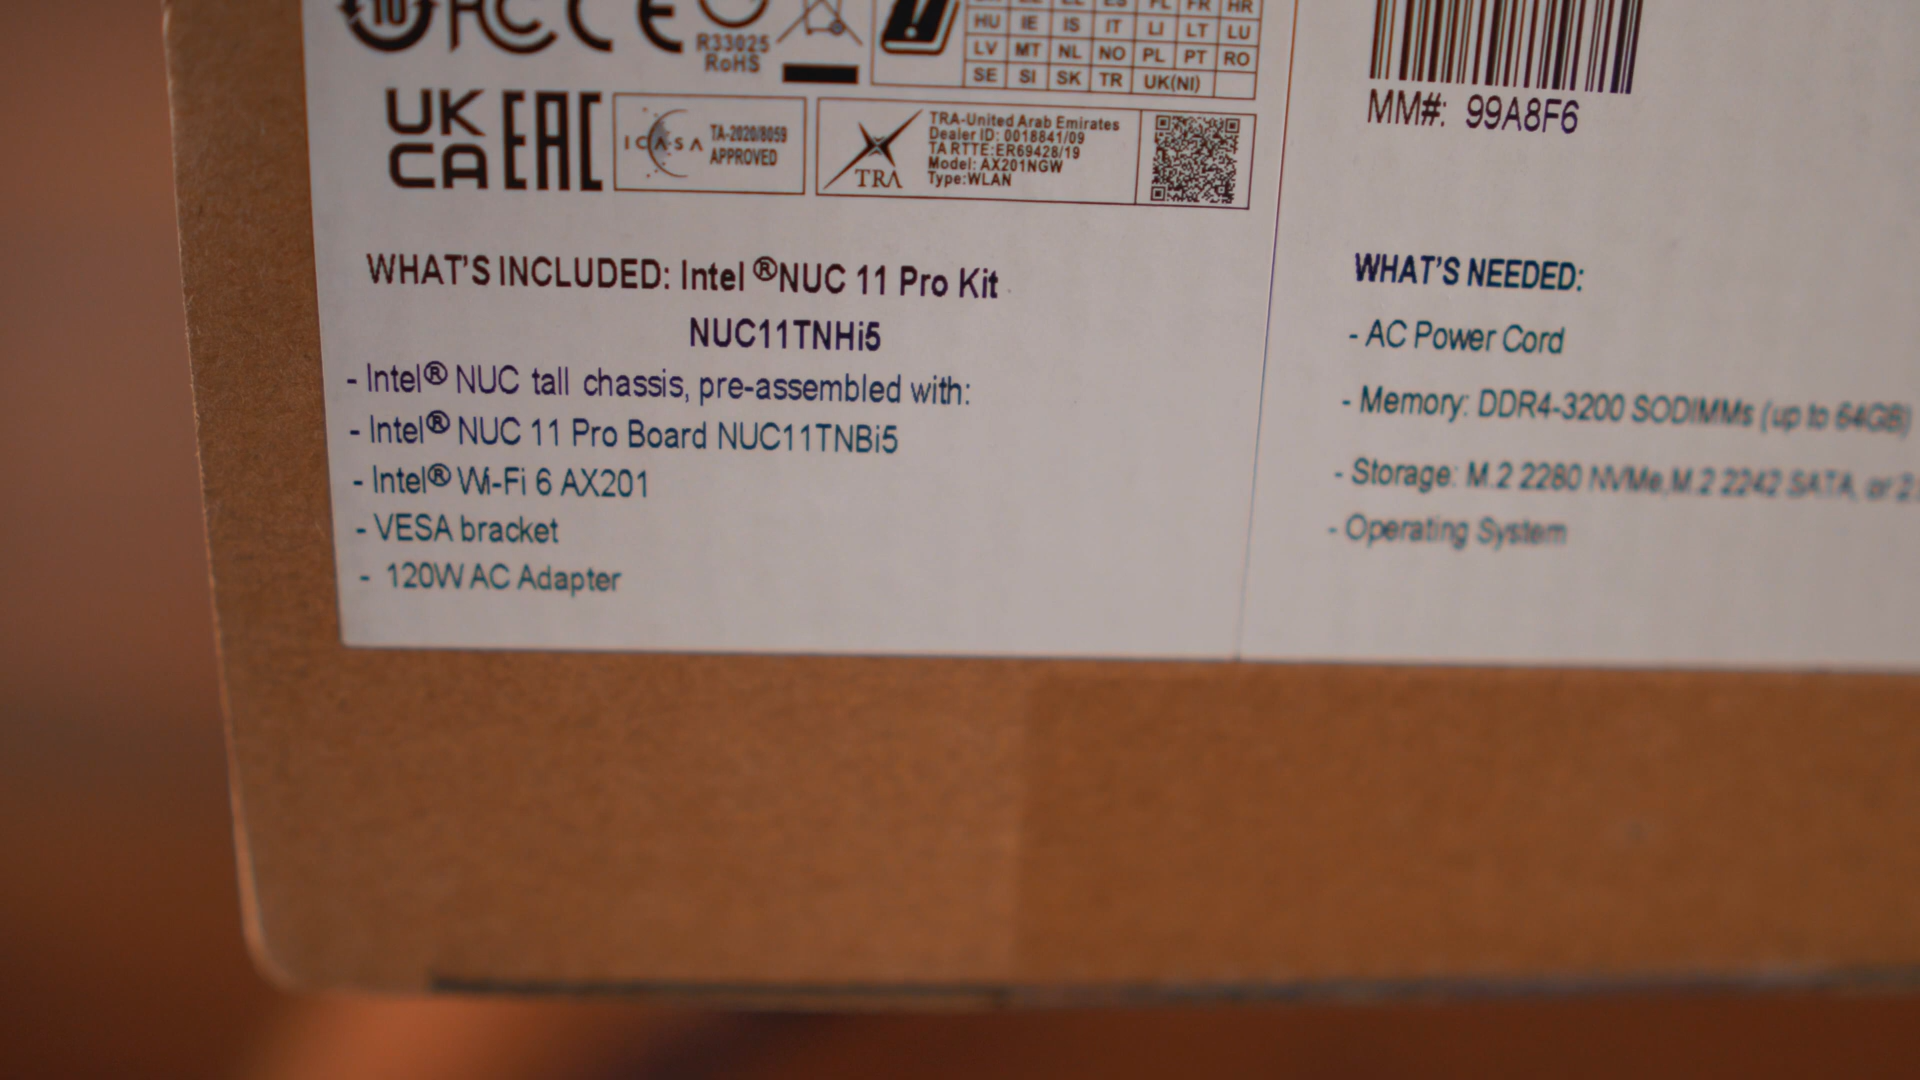 10
R33025
RoHS
FR HR
HU IE IS IT LI LT LU
LV MT NL NO PL PT RO
SE SI SK TR UK(NI)
UK
CA
EAC
ICASA
TA-2020/8059
APPROVED
TRA
TRA-United Arab Emirates
Dealer ID: 0018841/09
TA RTTE:ER69428/19
Model: AX201NGW
Type:WLAN
MM#: 99A8F6
WHAT'S INCLUDED: Intel ®NUC 11 Pro Kit
NUC11TNHi5
- Intel® NUC tall chassis, pre-assembled with:
- Intel® NUC 11 Pro Board NUC11TNBi5
- Intel® Wi-Fi 6 AX201
- VESA bracket
- 120W AC Adapter
WHAT'S NEEDED:
- AC Power Cord
- Memory: DDR4-3200 SODIMMs (up to 64GB)
- Storage: M.2 2280 NVMe,M.2 2242 SATA, or
- Operating System